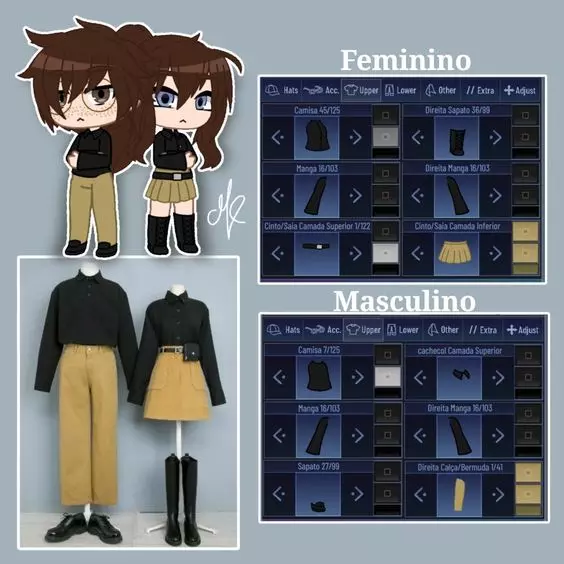 Feminino
Hats Acc. Upper Lower Other // Extra Adjust
Camisa 45/125
Direita Sapato 36/99
Manga 16/103
Direita Manga 16/103
Cinto/Saia Camada Superior 1/122
Cinto/Saia Camada Inferior
Masculino
Hats Acc. Upper Lower Other // Extra Adjust
Camisa 7/125
cachecol Camada Superior
Manga 16/103
Direita Manga 16/103
Sapato 27/99
Direita Calça/Bermuda 1/41